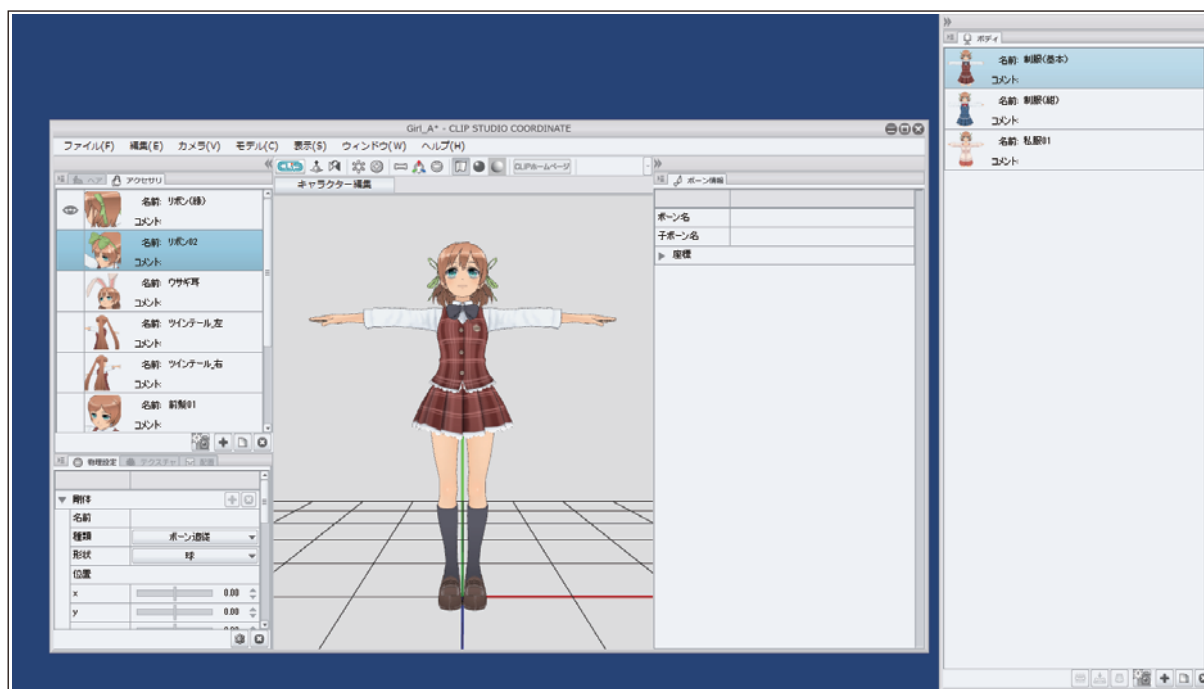 ボディ
名前: 制服(基本)
コメント:
名前: 制服(紺)
コメント:
名前: 私服01
コメント:
Girl_A* - CLIP STUDIO COORDINATE
ファイル(F) 編集(E) カメラ(V) モデル(C) 表示(S) ウィンドウ(W) ヘルプ(H)
CLIP CLIPホームページ
キャラクター編集
ヘア アクセサリ
名前: リボン(緑)
コメント:
名前: リボン02
コメント:
名前: ウサギ耳
コメント:
名前: ツインテール_左
コメント:
名前: ツインテール_右
コメント:
名前: 前髪01
コメント:
物理設定 テクスチャ 配置
剛体
名前
種類 ボーン追従
形状 球
位置
x 0.00
y 0.00
0.00
ボーン情報
ボーン名
子ボーン名
座標